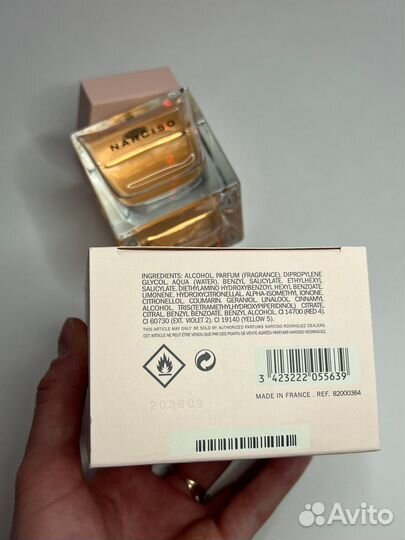 NARCISO
INGREDIENTS: ALCOHOL. PARFUM (FRAGRANCE). DIPROPYLENE
GLYCOL. AQUA (WATER). BENZYL SALICYLATE. ETHYLHEXYL
SALICYLATE. DIETHYLAMINO HYDROXYBENZOYL HEXYL BENZOATE.
LIMONENE. HYDROXYCITRONELLAL. ALPHA-ISOMETHYL IONONE.
CITRONELLOL. COUMARIN. GERANIOL. LINALOOL. CINNAMYL
ALCOHOL. TRIS(TETRAMETHYLHYDROXYPIPERIDINOL) CITRATE.
CITRAL. BENZYL BENZOATE. BENZYL ALCOHOL. CI 14700 (RED 4).
CI 60730 (EXT. VIOLET 2). CI 19140 (YELLOW 5).
THIS ARTICLE MAY ONLY BE SOLD BY AUTHORIZED PARFUMS NARCISO RODRIGUEZ DEALERS.
CET ARTICLE NE PEUT ÊTRE VENDU QUE PAR DES POINTS DE VENTE AGRÉÉS PARFUMS NARCISO RODRIGUEZ.
3 423222 055639
MADE IN FRANCE . REF. 82000364
2036C9
Avito